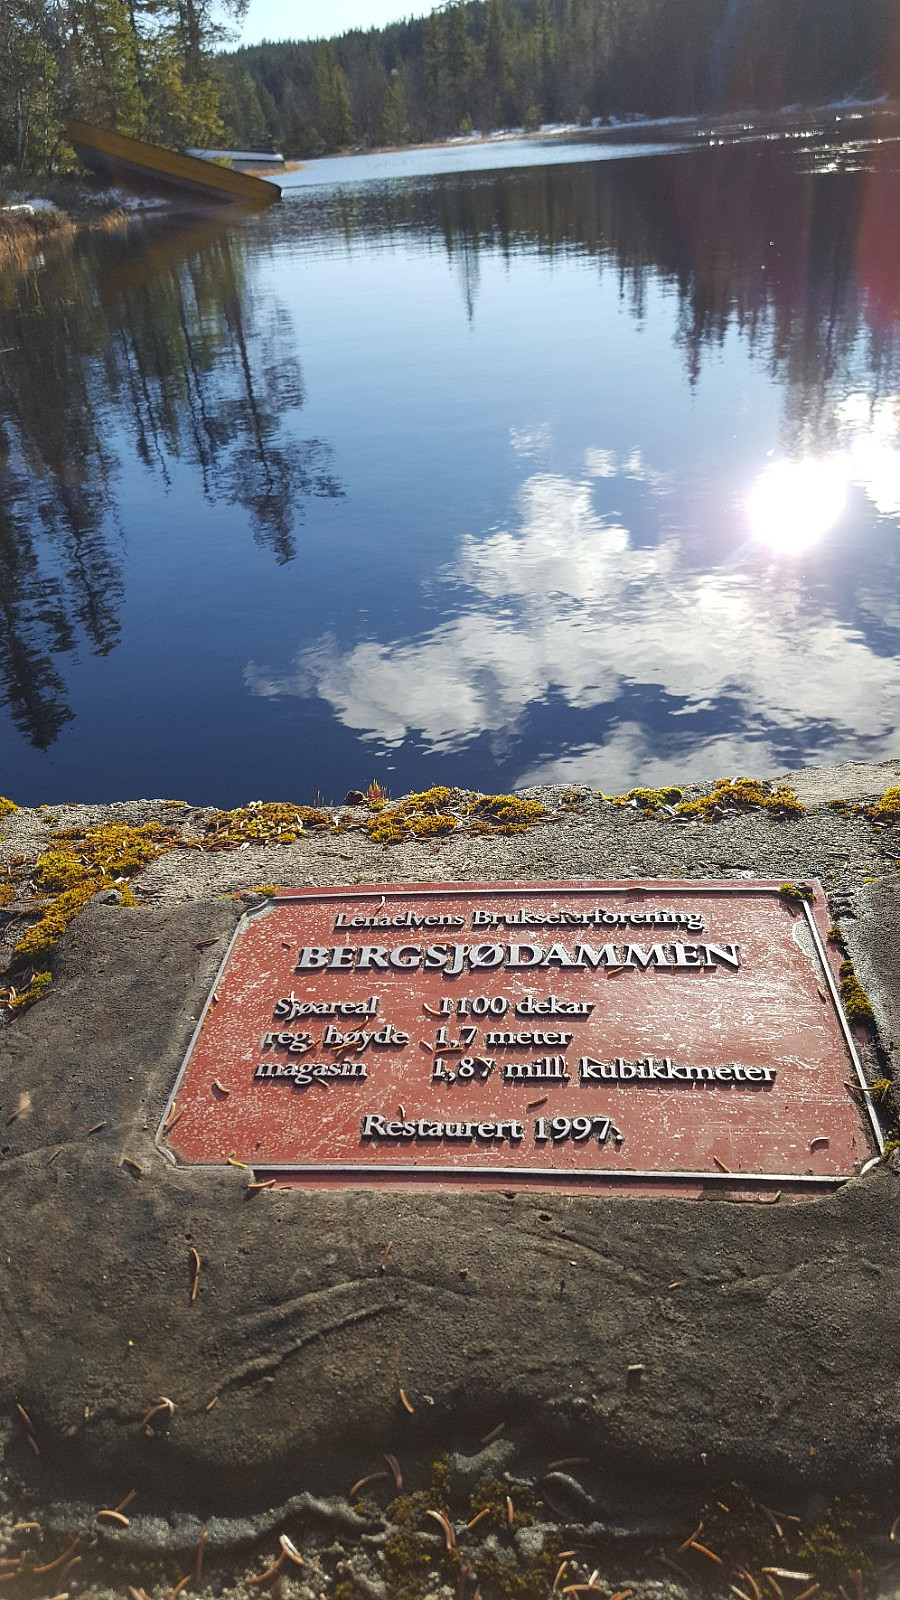 Lenaelvens Brukseierforening
BERGSJØDAMMEN
Sjøareal 1100 dekar
reg. høyde 1,7 meter
magasin 1,87 mill. kubikkmeter
Restaurert 1997.